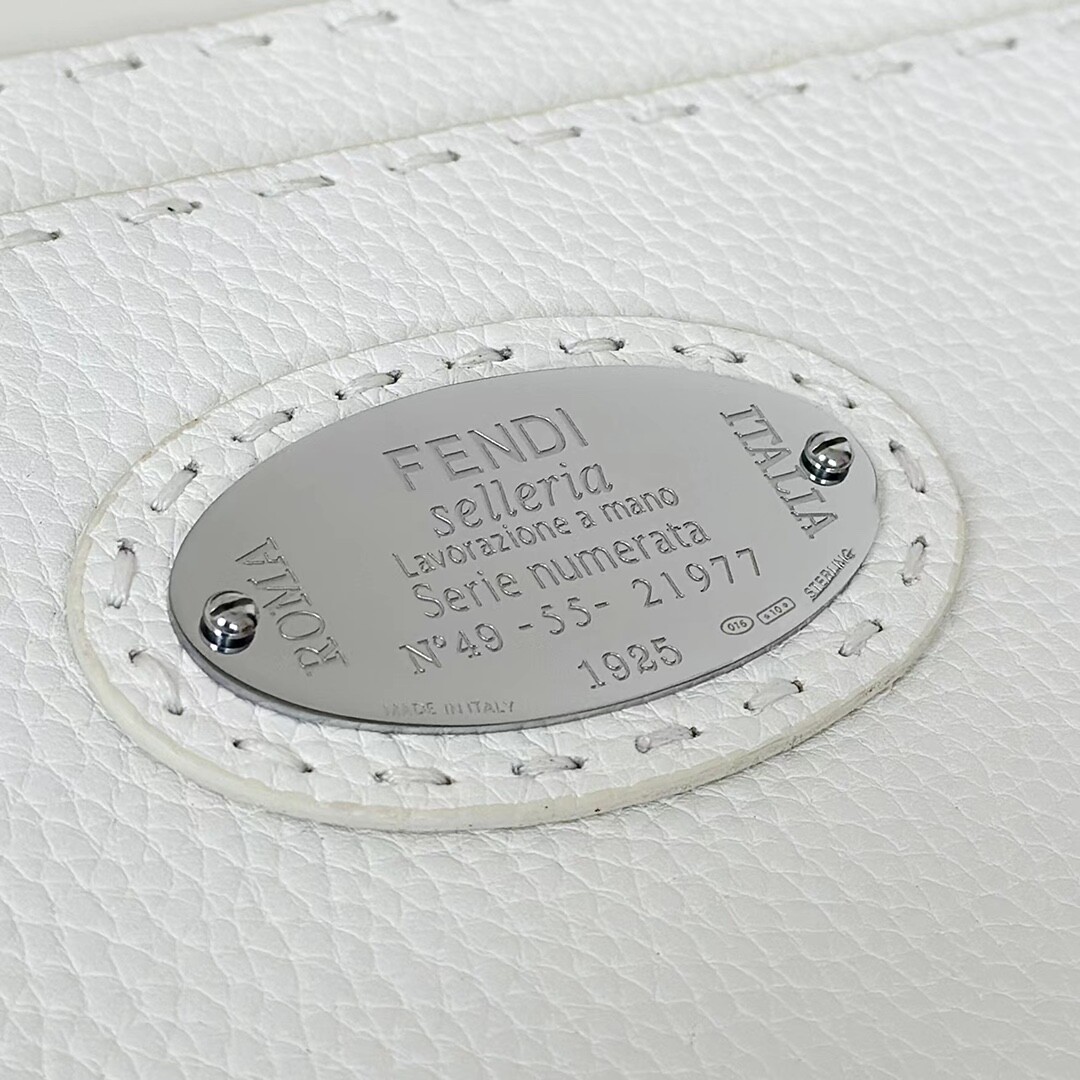 FENDI
selleria
Lavorazione a mano
Serie numerata
N° 49 - 55 - 21977
1925
ROMA
ITALIA
MADE IN ITALY
STERLING